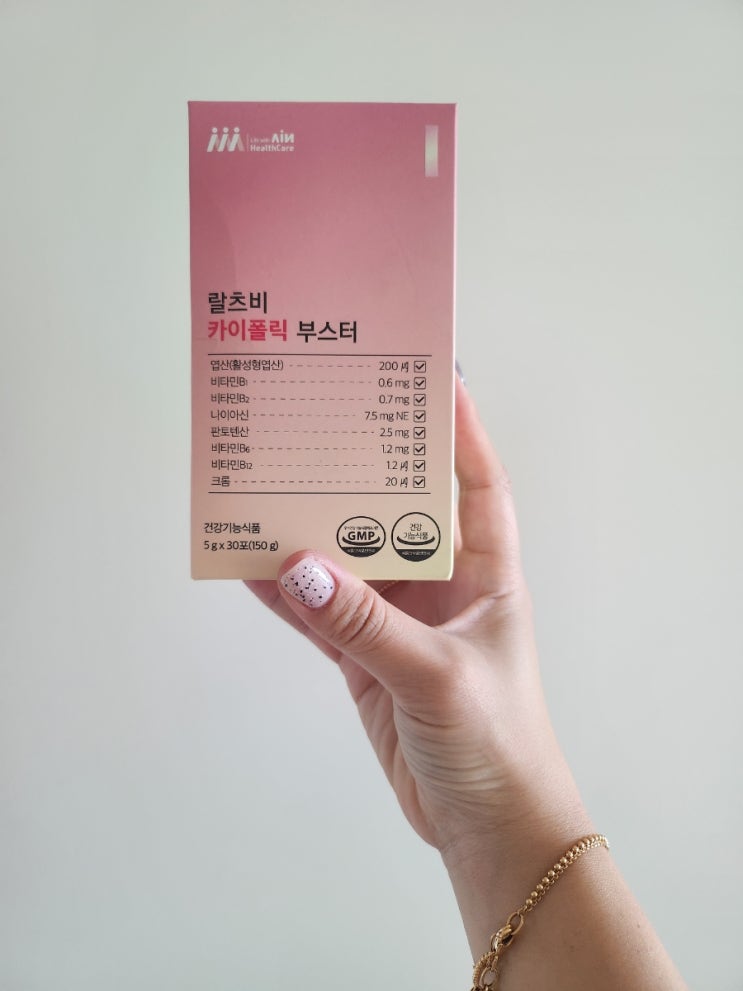 Life with AIN
HealthCare
랄츠비
카이폴릭 부스터
엽산(활성형엽산) 200 ㎍
비타민B1 0.6 mg
비타민B2 0.7 mg
나이아신 7.5 mg NE
판토텐산 2.5 mg
비타민B6 1.2 mg
비타민B12 1.2 ㎍
크롬 20 ㎍
건강기능식품
5 g x 30포(150 g)
GMP
건강
기능식품